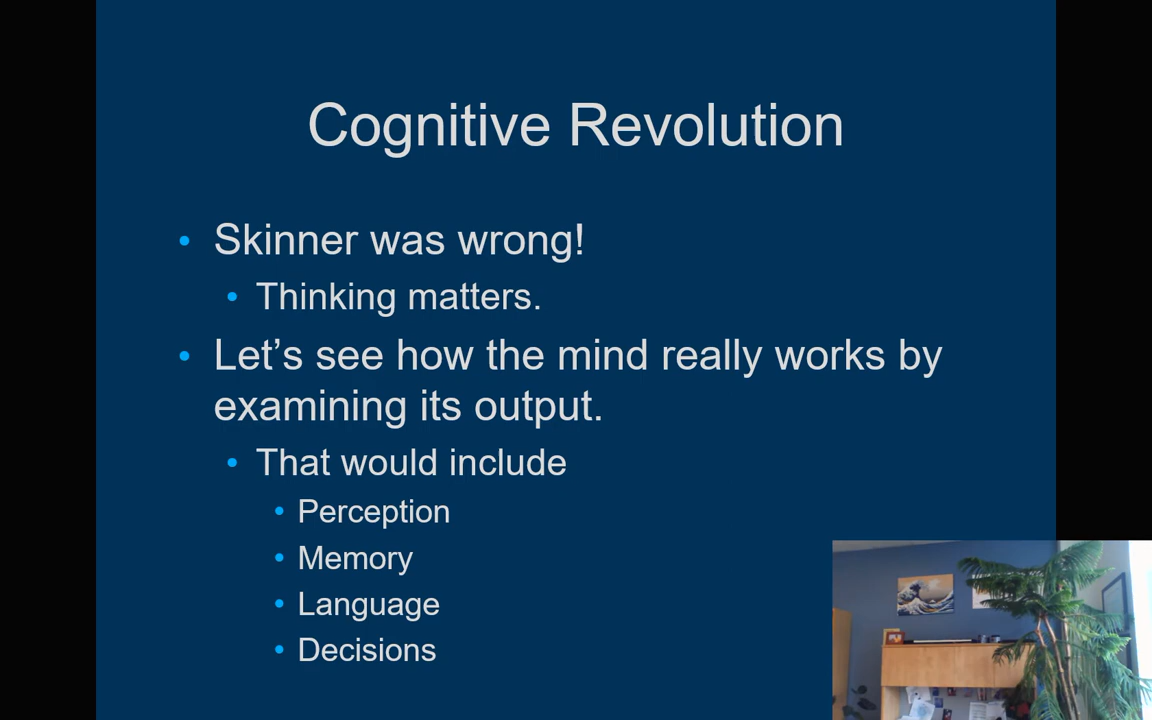 Cognitive Revolution
• Skinner was wrong!
• Thinking matters.
• Let’s see how the mind really works by
examining its output.
• That would include
• Perception
• Memory
• Language
• Decisions